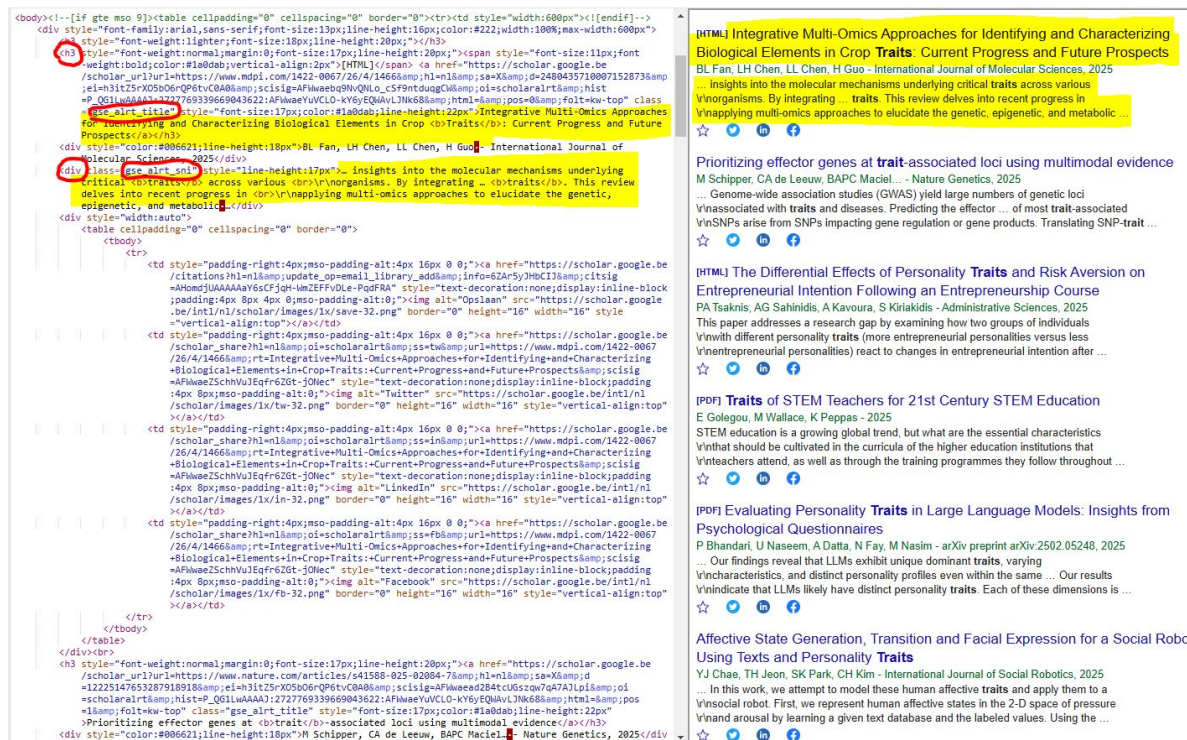 <body><!--[if gte mso 9]><table cellpadding="0" cellspacing="0" border="0"><tr><td style="width:600px"><![endif]-->
<div style="font-family:arial,sans-serif;font-size:13px;line-height:16px;color:#222;width:100%;max-width:600px">
<h3 style="font-weight:lighter;font-size:18px;line-height:20px;"></h3>
<h3 style="font-weight:normal;margin:0;font-size:17px;line-height:20px;"><span style="font-size:11px;font
-weight:bold;color:#1a0dab;vertical-align:2px">[HTML]</span> <a href="https://scholar.google.be
/scholar_url?url=https://www.mdpi.com/1422-0067/26/4/1466&amp;hl=nl&amp;sa=X&amp;d=2480435710007152873&amp
;ei=h3itZ5rXO5bO6rQP6tvC0A8&amp;scisig=AFWwaebq9NvQNLo_cSf9ntduqgCW&amp;oi=scholaralrt&amp;hist
=P_QG1LwAAAAJ:2727769339669043622:AFWwaeYuVCLO-kY6yEQWAvLJNk68&amp;html=&amp;pos=0&amp;folt=kw-top" class
="gse_alrt_title" style="font-size:17px;color:#1a0dab;line-height:22px">Integrative Multi-Omics Approaches
for Identifying and Characterizing Biological Elements in Crop <b>Traits</b>: Current Progress and Future
Prospects</a></h3>
<div style="color:#006621;line-height:18px">BL Fan, LH Chen, LL Chen, H Guo - International Journal of
Molecular Sciences, 2025</div>
<div class="gse_alrt_sni" style="line-height:17px">… insights into the molecular mechanisms underlying
critical <b>traits</b> across various <br>\r\norganisms. By integrating … <b>traits</b>. This review
delves into recent progress in <br>\r\napplying multi-omics approaches to elucidate the genetic,
epigenetic, and metabolic …</div>
<div style="width:auto">
<table cellpadding="0" cellspacing="0" border="0">
<tbody>
<tr>
<td style="padding-right:4px;mso-padding-alt:4px 16px 0 0;"><a href="https://scholar.google.be
/citations?hl=nl&amp;update_op=email_library_add&amp;info=6ZAr5yJHbCIJ&amp;citsig
=AHomdjUAAAAAaY6sCFjqH-WmZEFFvDLe-PqdFRA" style="text-decoration:none;display:inline-block
;padding:4px 8px 4px 0;mso-padding-alt:0;"><img alt="Opslaan" src="https://scholar.google
.be/intl/nl/scholar/images/1x/save-32.png" border="0" height="16" width="16" style
="vertical-align:top"></a></td>
<td style="padding-right:4px;mso-padding-alt:4px 16px 0 0;"><a href="https://scholar.google.be
/scholar_share?hl=nl&amp;oi=scholaralrt&amp;ss=tw&amp;url=https://www.mdpi.com/1422-0067
/26/4/1466&amp;rt=Integrative+Multi-Omics+Approaches+for+Identifying+and+Characterizing
+Biological+Elements+in+Crop+Traits:+Current+Progress+and+Future+Prospects&amp;scisig
=AFWwaeZSchhVuJEqfr6ZGt-jONec" style="text-decoration:none;display:inline-block;padding
:4px 8px;mso-padding-alt:0;"><img alt="Twitter" src="https://scholar.google.be/intl/nl
/scholar/images/1x/tw-32.png" border="0" height="16" width="16" style="vertical-align:top"
></a></td>
<td style="padding-right:4px;mso-padding-alt:4px 16px 0 0;"><a href="https://scholar.google.be
/scholar_share?hl=nl&amp;oi=scholaralrt&amp;ss=in&amp;url=https://www.mdpi.com/1422-0067
/26/4/1466&amp;rt=Integrative+Multi-Omics+Approaches+for+Identifying+and+Characterizing
+Biological+Elements+in+Crop+Traits:+Current+Progress+and+Future+Prospects&amp;scisig
=AFWwaeZSchhVuJEqfr6ZGt-jONec" style="text-decoration:none;display:inline-block;padding
:4px 8px;mso-padding-alt:0;"><img alt="LinkedIn" src="https://scholar.google.be/intl/nl
/scholar/images/1x/in-32.png" border="0" height="16" width="16" style="vertical-align:top"
></a></td>
<td style="padding-right:4px;mso-padding-alt:4px 16px 0 0;"><a href="https://scholar.google.be
/scholar_share?hl=nl&amp;oi=scholaralrt&amp;ss=fb&amp;url=https://www.mdpi.com/1422-0067
/26/4/1466&amp;rt=Integrative+Multi-Omics+Approaches+for+Identifying+and+Characterizing
+Biological+Elements+in+Crop+Traits:+Current+Progress+and+Future+Prospects&amp;scisig
=AFWwaeZSchhVuJEqfr6ZGt-jONec" style="text-decoration:none;display:inline-block;padding
:4px 8px;mso-padding-alt:0;"><img alt="Facebook" src="https://scholar.google.be/intl/nl
/scholar/images/1x/fb-32.png" border="0" height="16" width="16" style="vertical-align:top"
></a></td>
</tr>
</tbody>
</table>
</div><br>
<h3 style="font-weight:normal;margin:0;font-size:17px;line-height:20px;"><a href="https://scholar.google.be
/scholar_url?url=https://www.nature.com/articles/s41588-025-02084-7&amp;hl=nl&amp;sa=X&amp;d
=12225147653287918918&amp;ei=h3itZ5rXO5bO6rQP6tvC0A8&amp;scisig=AFWwaead2B4tcUGszqw7qA7AJLpi&amp;oi
=scholaralrt&amp;hist=P_QG1LwAAAAJ:2727769339669043622:AFWwaeYuVCLO-kY6yEQWAvLJNk68&amp;html=&amp;pos
=1&amp;folt=kw-top" class="gse_alrt_title" style="font-size:17px;color:#1a0dab;line-height:22px"
>Prioritizing effector genes at <b>trait</b>-associated loci using multimodal evidence</a></h3>
<div style="color:#006621;line-height:18px">M Schipper, CA de Leeuw, BAPC Maciel… - Nature Genetics, 2025</div
[HTML] Integrative Multi-Omics Approaches for Identifying and Characterizing
Biological Elements in Crop Traits: Current Progress and Future Prospects
BL Fan, LH Chen, LL Chen, H Guo - International Journal of Molecular Sciences, 2025
… insights into the molecular mechanisms underlying critical traits across various
\r\norganisms. By integrating … traits. This review delves into recent progress in
\r\napplying multi-omics approaches to elucidate the genetic, epigenetic, and metabolic …
Prioritizing effector genes at trait-associated loci using multimodal evidence
M Schipper, CA de Leeuw, BAPC Maciel… - Nature Genetics, 2025
… Genome-wide association studies (GWAS) yield large numbers of genetic loci
\r\nassociated with traits and diseases. Predicting the effector … of most trait-associated
\r\nSNPs arise from SNPs impacting gene regulation or gene products. Translating SNP-trait …
[HTML] The Differential Effects of Personality Traits and Risk Aversion on
Entrepreneurial Intention Following an Entrepreneurship Course
PA Tsaknis, AG Sahinidis, A Kavoura, S Kiriakidis - Administrative Sciences, 2025
This paper addresses a research gap by examining how two groups of individuals
\r\nwith different personality traits (more entrepreneurial personalities versus less
\r\nentrepreneurial personalities) react to changes in entrepreneurial intention after …
[PDF] Traits of STEM Teachers for 21st Century STEM Education
E Golegou, M Wallace, K Peppas - 2025
STEM education is a growing global trend, but what are the essential characteristics
\r\nthat should be cultivated in the curricula of the higher education institutions that
\r\nteachers attend, as well as through the training programmes they follow throughout …
[PDF] Evaluating Personality Traits in Large Language Models: Insights from
Psychological Questionnaires
P Bhandari, U Naseem, A Datta, N Fay, M Nasim - arXiv preprint arXiv:2502.05248, 2025
… Our findings reveal that LLMs exhibit unique dominant traits, varying
\r\ncharacteristics, and distinct personality profiles even within the same … Our results
\r\nindicate that LLMs likely have distinct personality traits. Each of these dimensions is …
Affective State Generation, Transition and Facial Expression for a Social Robo
Using Texts and Personality Traits
YJ Chae, TH Jeon, SK Park, CH Kim - International Journal of Social Robotics, 2025
… In this work, we attempt to model these human affective traits and apply them to a
\r\nsocial robot. First, we represent human affective states in the 2-D space of pressure
\r\nand arousal by learning a given text database and the labeled values. Using the …